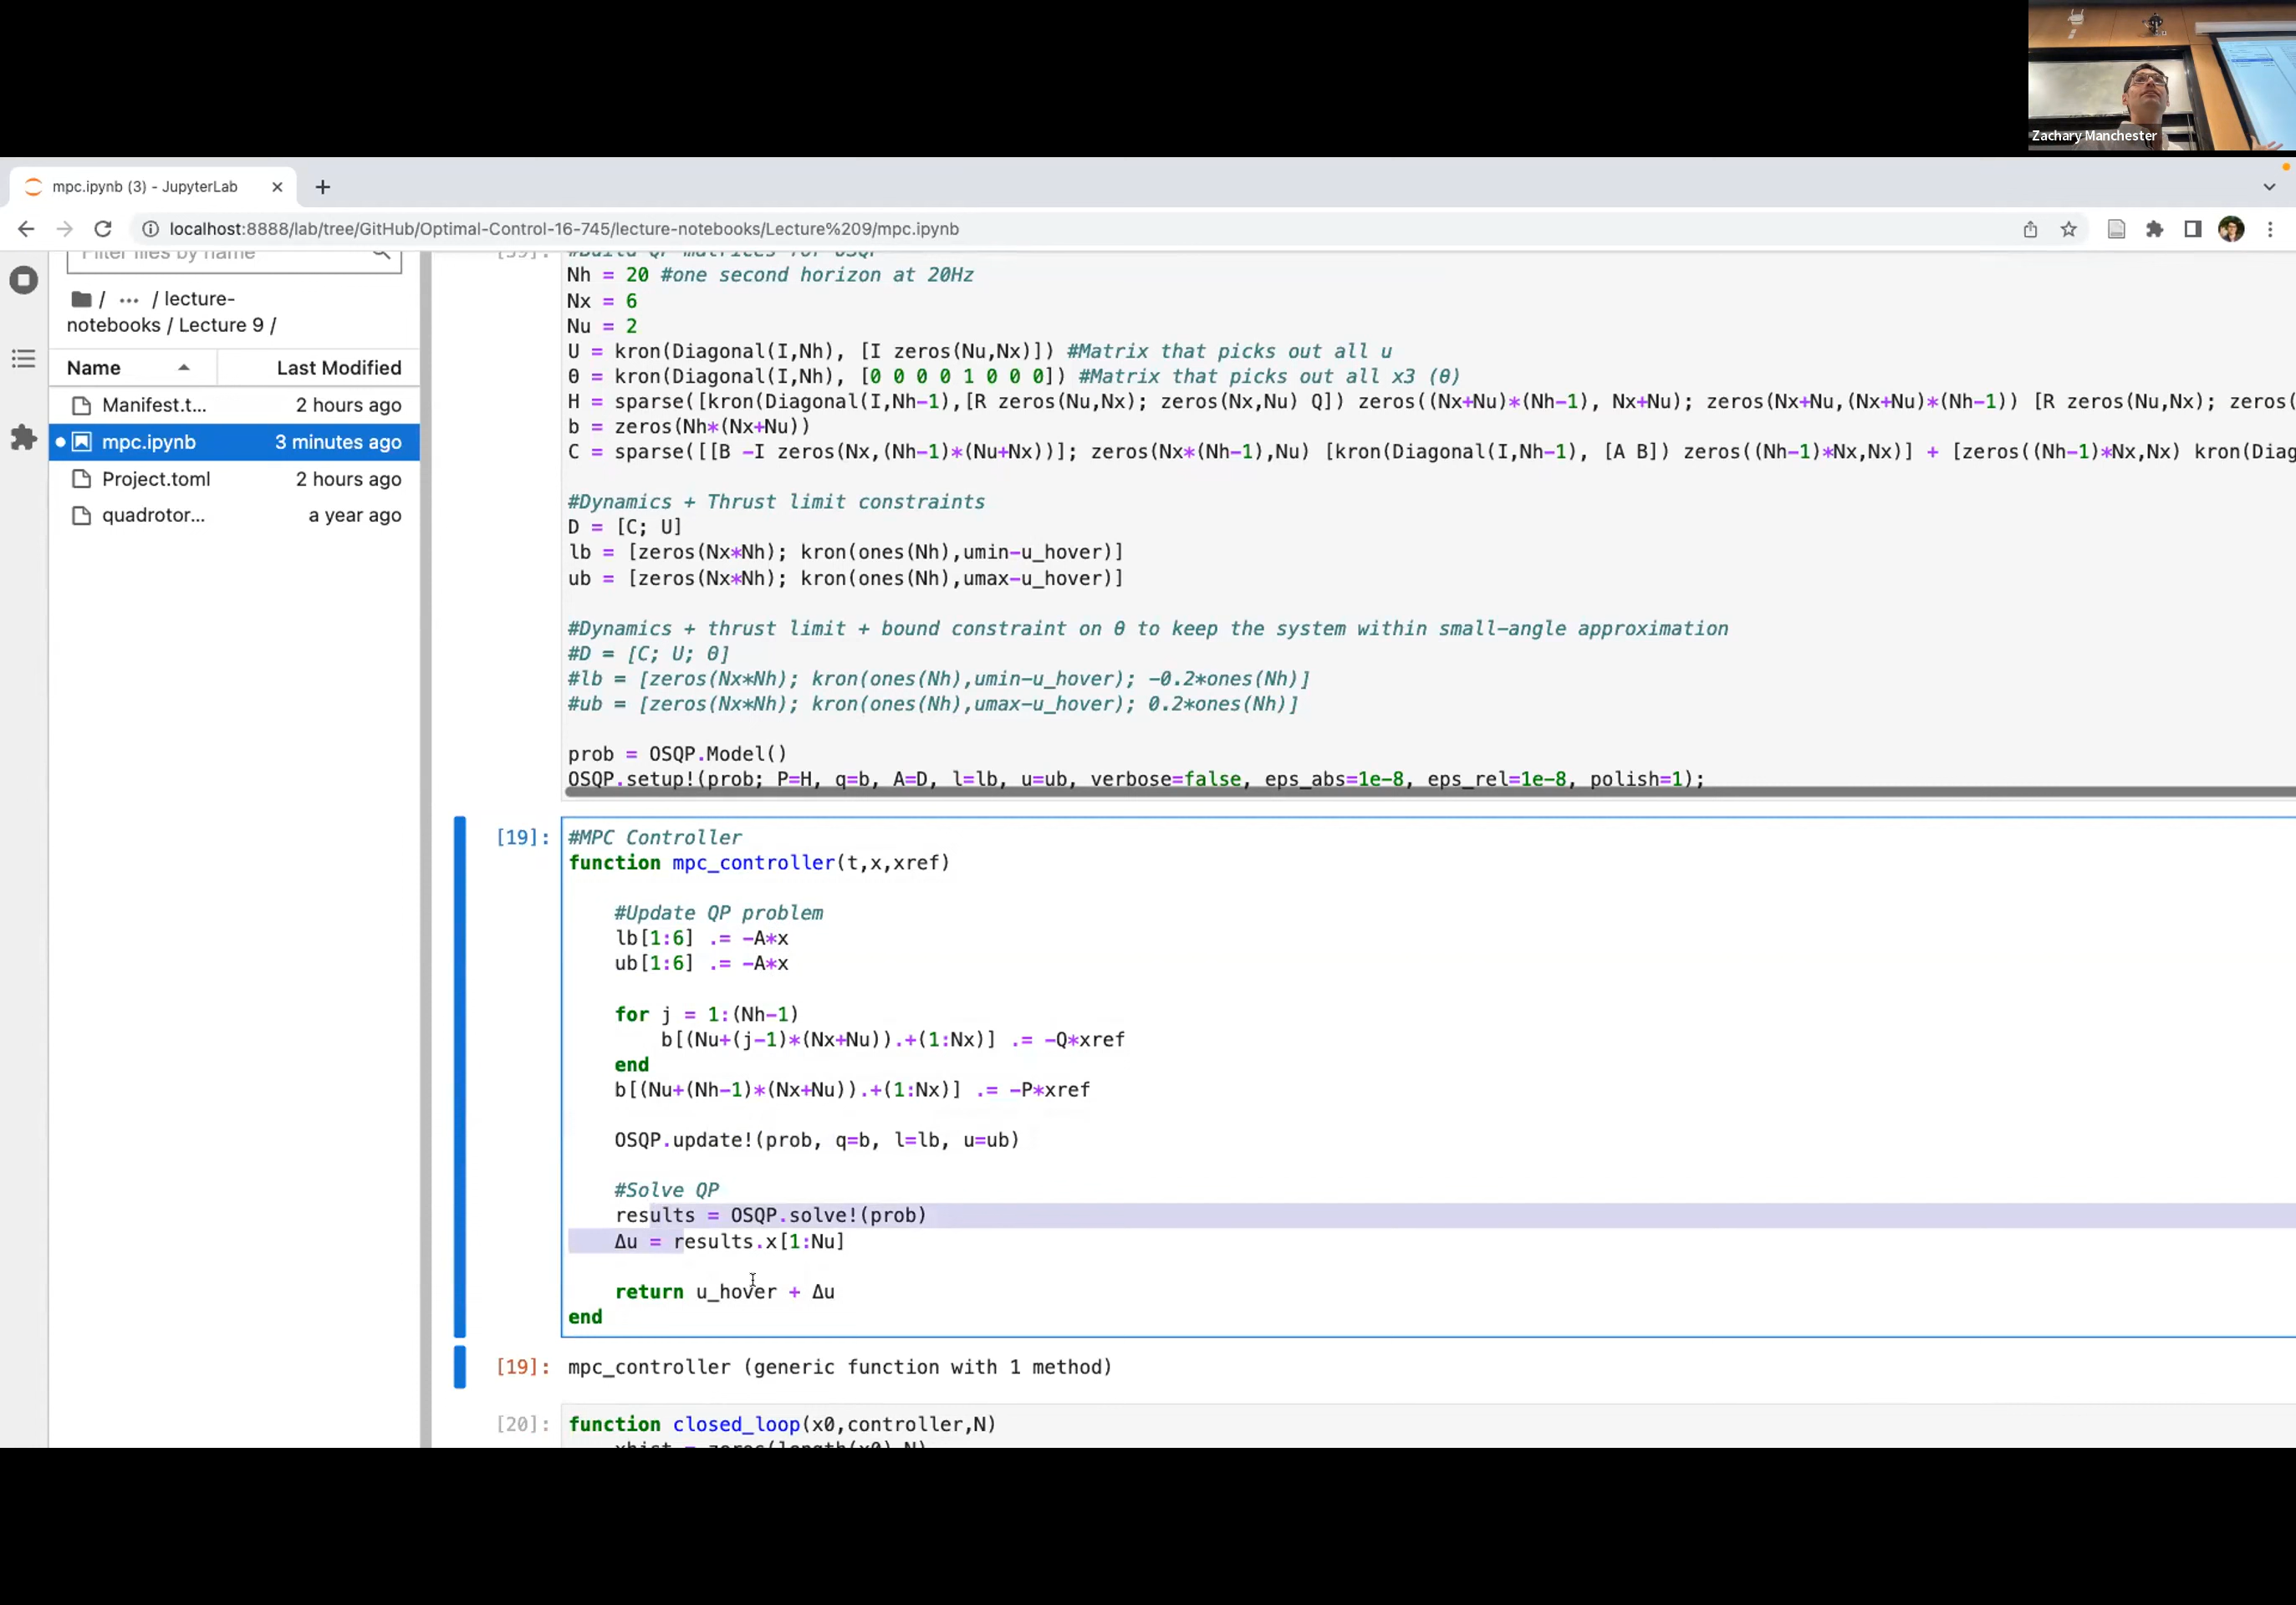 Zachary Manchester
mpc.ipynb (3) - JupyterLab
localhost:8888/lab/tree/GitHub/Optimal-Control-16-745/lecture-notebooks/Lecture%209/mpc.ipynb
Filter files by name
/ ... / lecture-
notebooks / Lecture 9 /
Name Last Modified
Manifest.t... 2 hours ago
mpc.ipynb 3 minutes ago
Project.toml 2 hours ago
quadrotor... a year ago
[39]: #Build QP matrices for OSQP
Nh = 20 #one second horizon at 20Hz
Nx = 6
Nu = 2
U = kron(Diagonal(I,Nh), [I zeros(Nu,Nx)]) #Matrix that picks out all u
θ = kron(Diagonal(I,Nh), [0 0 0 0 1 0 0 0]) #Matrix that picks out all x3 (θ)
H = sparse([kron(Diagonal(I,Nh-1),[R zeros(Nu,Nx); zeros(Nx,Nu) Q]) zeros((Nx+Nu)*(Nh-1), Nx+Nu); zeros(Nx+Nu,(Nx+Nu)*(Nh-1)) [R zeros(Nu,Nx); zeros(
b = zeros(Nh*(Nx+Nu))
C = sparse([[B -I zeros(Nx,(Nh-1)*(Nu+Nx))]; zeros(Nx*(Nh-1),Nu) [kron(Diagonal(I,Nh-1), [A B]) zeros((Nh-1)*Nx,Nx)] + [zeros((Nh-1)*Nx,Nx) kron(Diag
#Dynamics + Thrust limit constraints
D = [C; U]
lb = [zeros(Nx*Nh); kron(ones(Nh),umin-u_hover)]
ub = [zeros(Nx*Nh); kron(ones(Nh),umax-u_hover)]
#Dynamics + thrust limit + bound constraint on θ to keep the system within small-angle approximation
#D = [C; U; θ]
#lb = [zeros(Nx*Nh); kron(ones(Nh),umin-u_hover); -0.2*ones(Nh)]
#ub = [zeros(Nx*Nh); kron(ones(Nh),umax-u_hover); 0.2*ones(Nh)]
prob = OSQP.Model()
OSQP.setup!(prob; P=H, q=b, A=D, l=lb, u=ub, verbose=false, eps_abs=1e-8, eps_rel=1e-8, polish=1);
[19]: #MPC Controller
function mpc_controller(t,x,xref)
#Update QP problem
lb[1:6] .= -A*x
ub[1:6] .= -A*x
for j = 1:(Nh-1)
b[(Nu+(j-1)*(Nx+Nu)).+(1:Nx)] .= -Q*xref
end
b[(Nu+(Nh-1)*(Nx+Nu)).+(1:Nx)] .= -P*xref
OSQP.update!(prob, q=b, l=lb, u=ub)
#Solve QP
results = OSQP.solve!(prob)
Δu = results.x[1:Nu]
return u_hover + Δu
end
[19]: mpc_controller (generic function with 1 method)
[20]: function closed_loop(x0,controller,N)
xhist = zeros(length(x0),N)